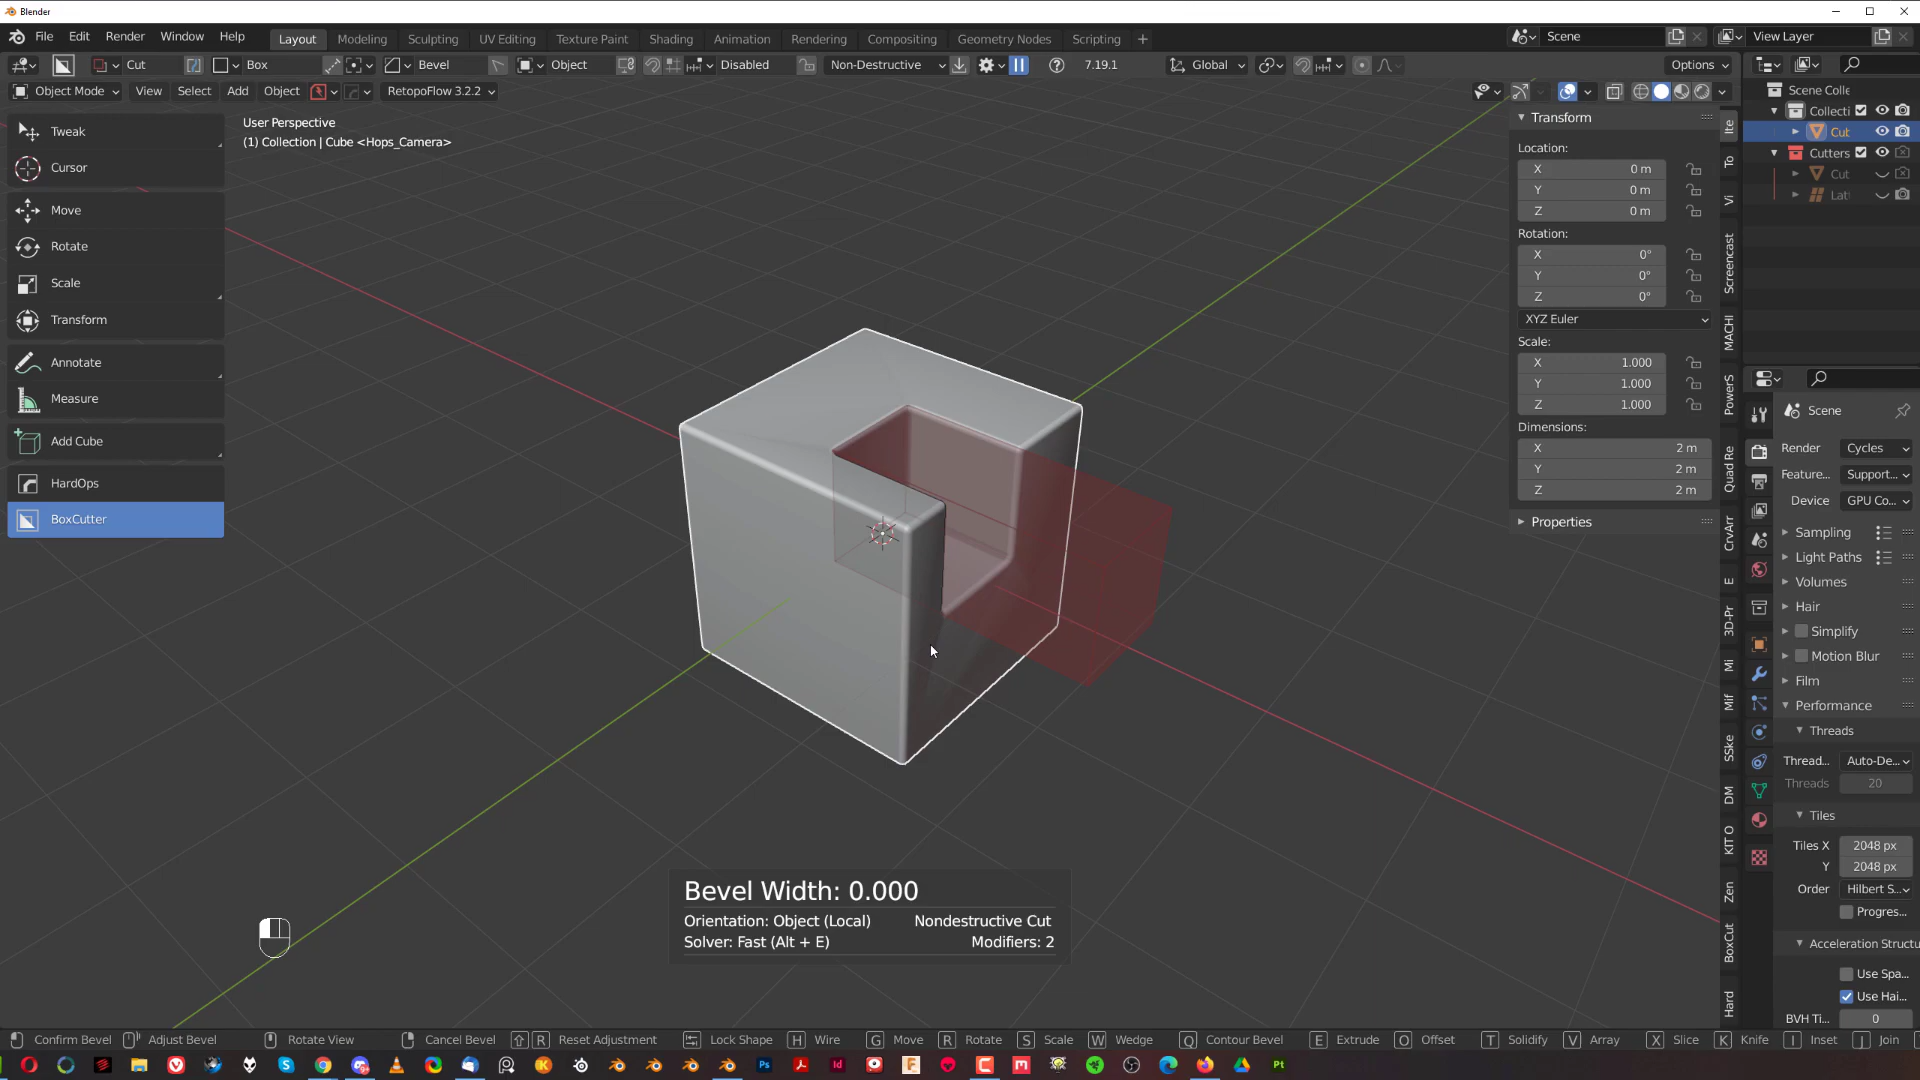 Blender
File Edit Render Window Help Layout Modeling Sculpting UV Editing Texture Paint Shading Animation Rendering Compositing Geometry Nodes Scripting + Scene View Layer
Cut Box Bevel Object Disabled Non-Destructive 7.19.1 Global Options
Object Mode View Select Add Object RetopoFlow 3.2.2
Scene Colle
Collecti
Cut
Cutters
Cut
Lat
User Perspective
(1) Collection | Cube <Hops_Camera>
Tweak
Cursor
Move
Rotate
Scale
Transform
Annotate
Measure
Add Cube
HardOps
BoxCutter
Transform
Location:
X 0 m
Y 0 m
Z 0 m
Rotation:
X 0°
Y 0°
Z 0°
XYZ Euler
Scale:
X 1.000
Y 1.000
Z 1.000
Dimensions:
X 2 m
Y 2 m
Z 2 m
Properties
Ite
To
Vi
Screencast
MACHI
PowerS
Quad Re
CrvArr
E
3D-Pr
Mi
Mif
SSke
DM
KIT O
Zen
BoxCut
Hard
Scene
Render Cycles
Feature... Support...
Device GPU Co...
Sampling
Light Paths
Volumes
Hair
Simplify
Motion Blur
Film
Performance
Threads
Thread... Auto-De...
Threads 20
Tiles
Tiles X 2048 px
Y 2048 px
Order Hilbert S...
Progres...
Acceleration Structu
Use Spa...
Use Hai...
BVH Ti... 0
Bevel Width: 0.000
Orientation: Object (Local) Nondestructive Cut
Solver: Fast (Alt + E) Modifiers: 2
Confirm Bevel Adjust Bevel Rotate View Cancel Bevel R Reset Adjustment Lock Shape H Wire G Move R Rotate S Scale W Wedge Q Contour Bevel E Extrude O Offset T Solidify V Array X Slice K Knife I Inset J Join
Ps Id F M Pt